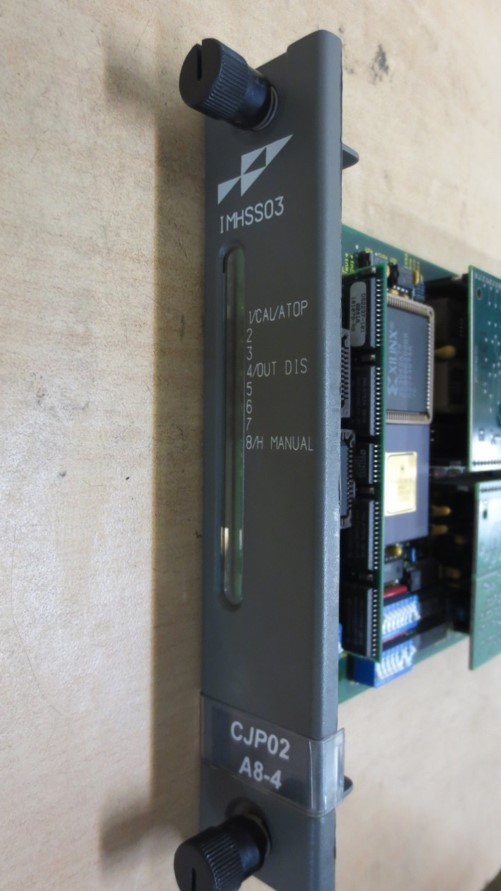 IMHSS03
1/CAL/ATOP
2
3
4/OUT DIS
5
6
7
8/H MANUAL
XILINX
CJP02
A8-4